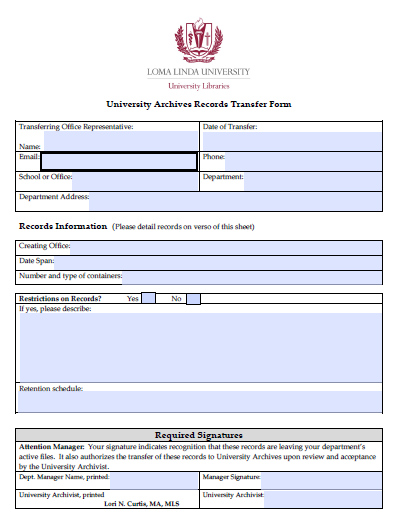 LOMA LINDA UNIVERSITY
University Libraries
University Archives Records Transfer Form
Transferring Office Representative:
Date of Transfer:
Name:
Email:
Phone:
School or Office:
Department:
Department Address:
Records Information (Please detail records on verso of this sheet)
Creating Office:
Date Span:
Number and type of containers:
Restrictions on Records? Yes No
If yes, please describe:
Retention schedule:
Required Signatures
Attention Manager: Your signature indicates recognition that these records are leaving your department's
active files. It also authorizes the transfer of these records to University Archives upon review and acceptance
by the University Archivist.
Dept. Manager Name, printed:
Manager Signature:
University Archivist, printed
University Archivist:
Lori N. Curtis, MA, MLS